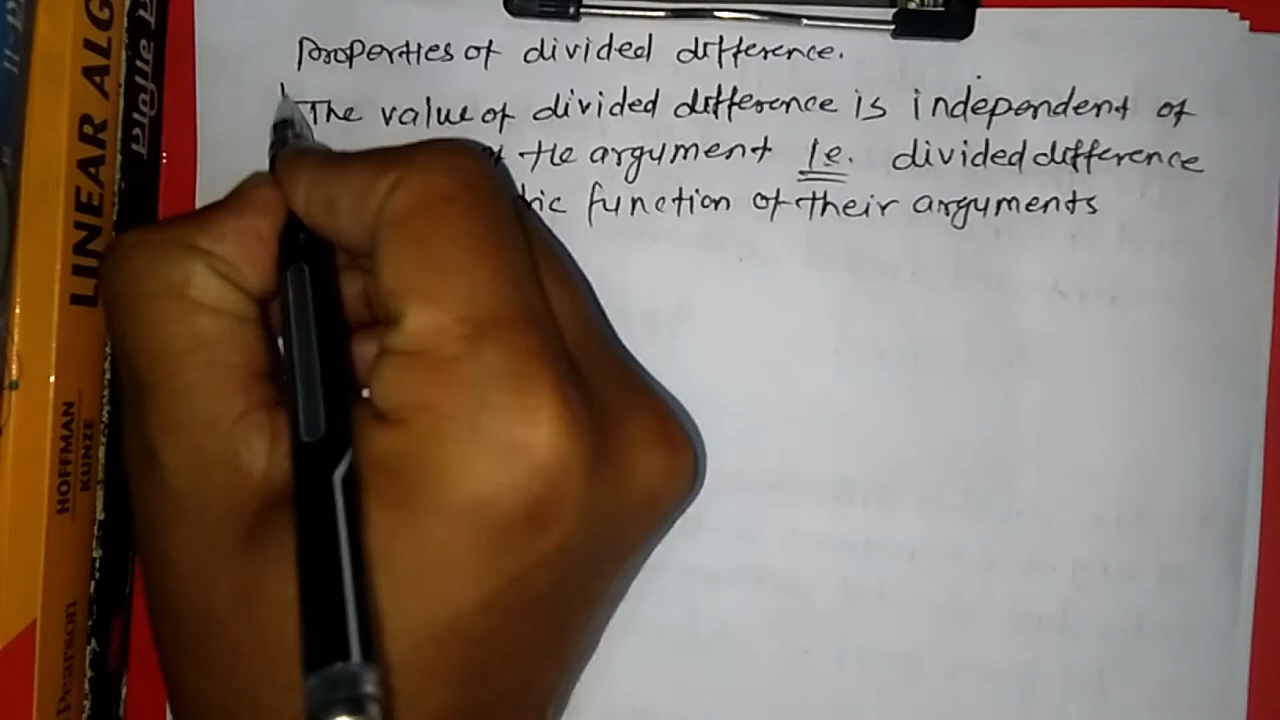 Properties of divided difference.
The value of divided difference is independent of
the argument ie. divided difference
function of their arguments
LINEAR ALG
HOFFMAN
KUNZE
Pearson